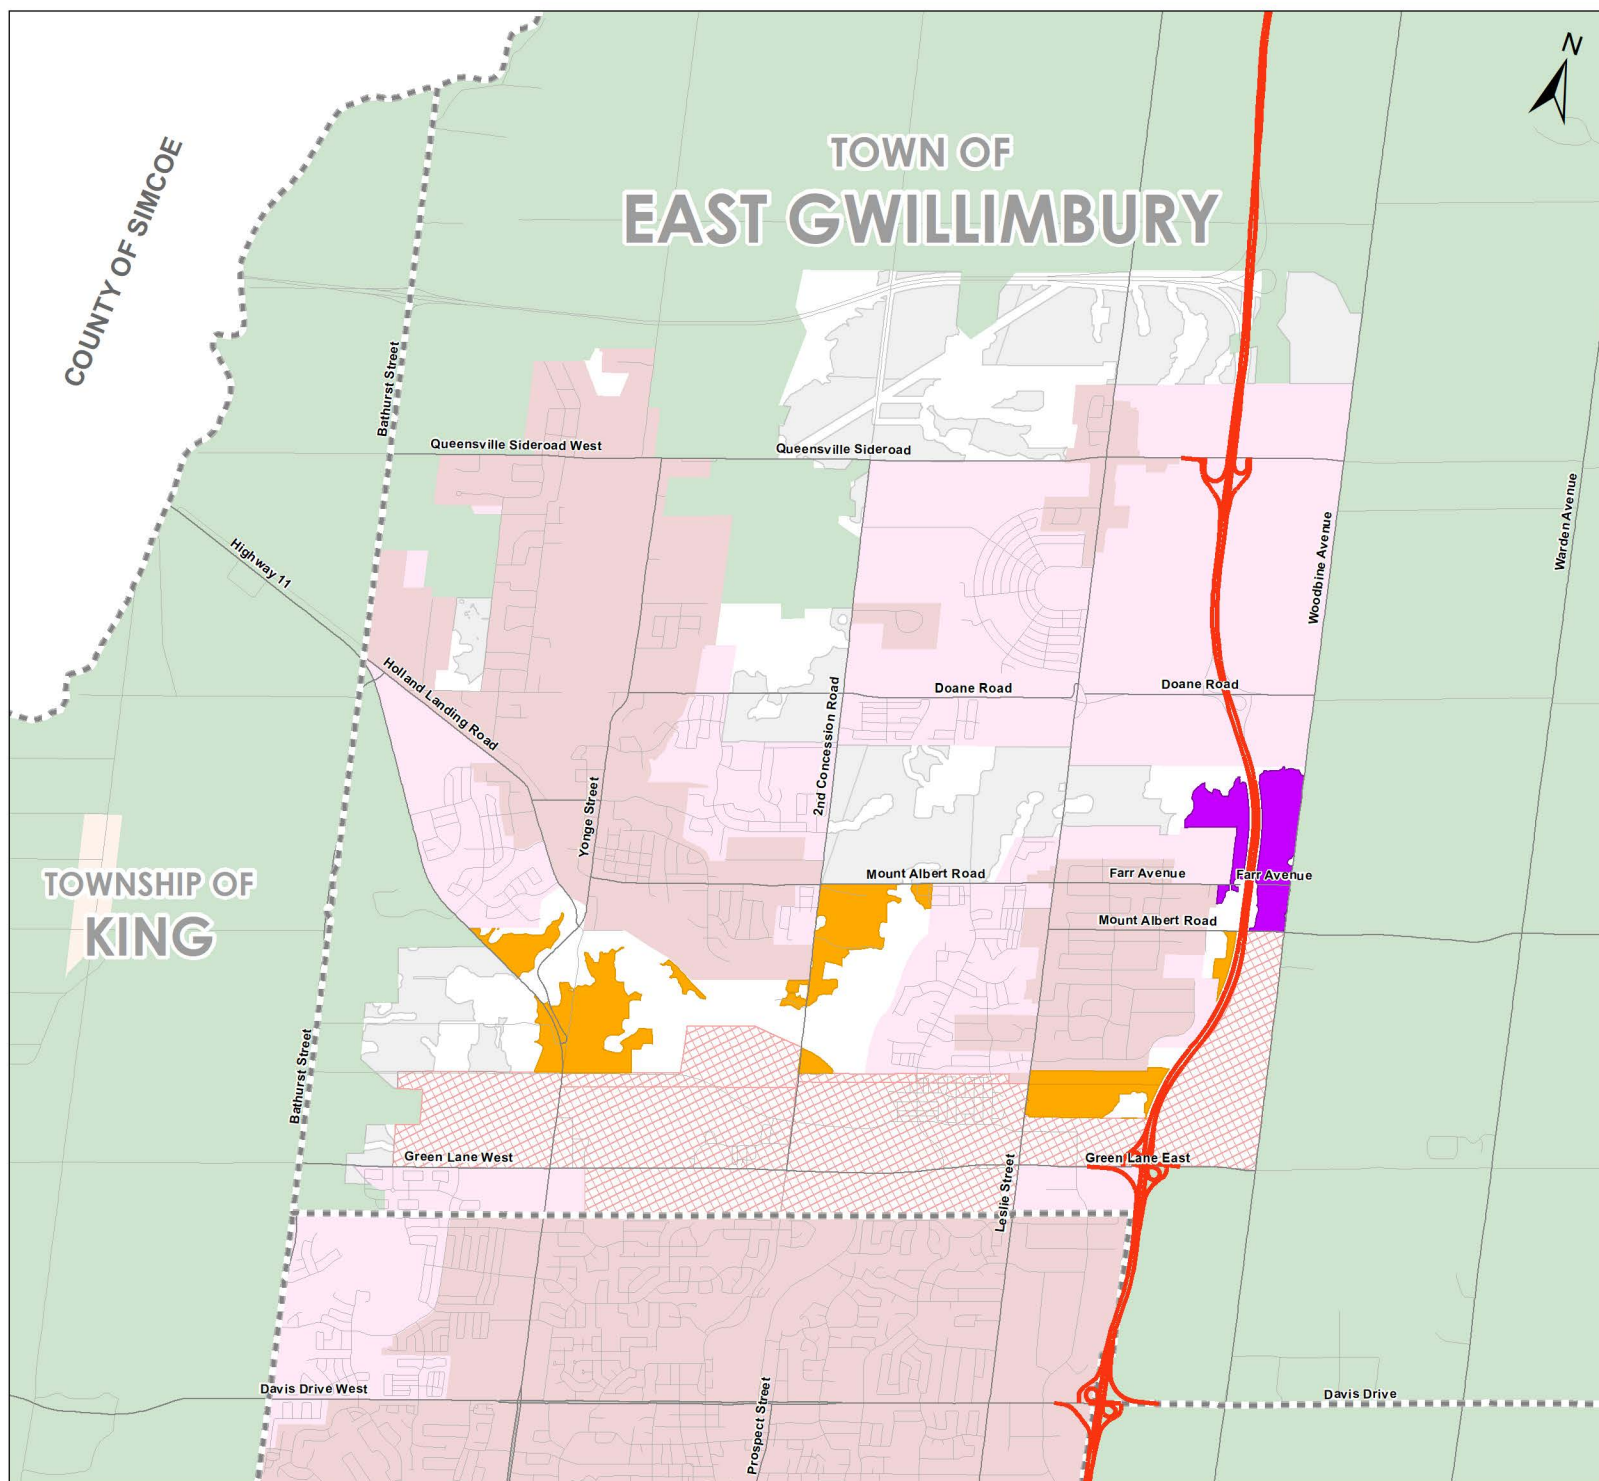 N
TOWN OF
EAST GWILLIMBURY
COUNTY OF SIMCOE
Bathurst Street
Queensville Sideroad West
Queensville Sideroad
Warden Avenue
Woodbine Avenue
Highway 11
Holland Landing Road
Doane Road
Doane Road
2nd Concession Road
Yonge Street
TOWNSHIP OF
KING
Mount Albert Road
Farr Avenue
Farr Avenue
Mount Albert Road
Bathurst Street
Green Lane West
Green Lane East
Leslie Street
Davis Drive West
Davis Drive
Prospect Street